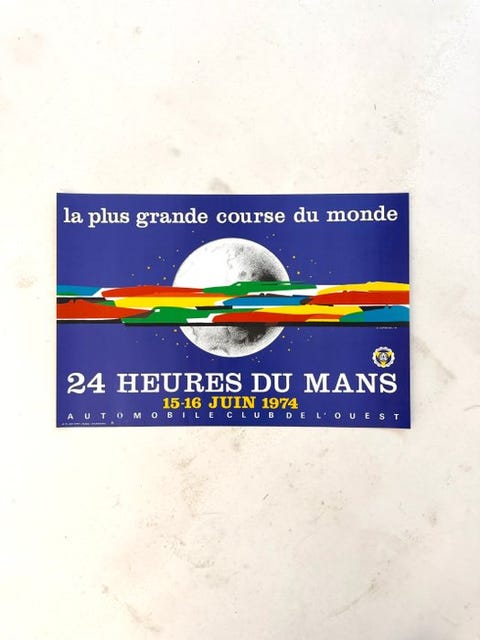 la plus grande course du monde
24 HEURES DU MANS
15-16 JUIN 1974
AUTOMOBILE CLUB DE L'OUEST